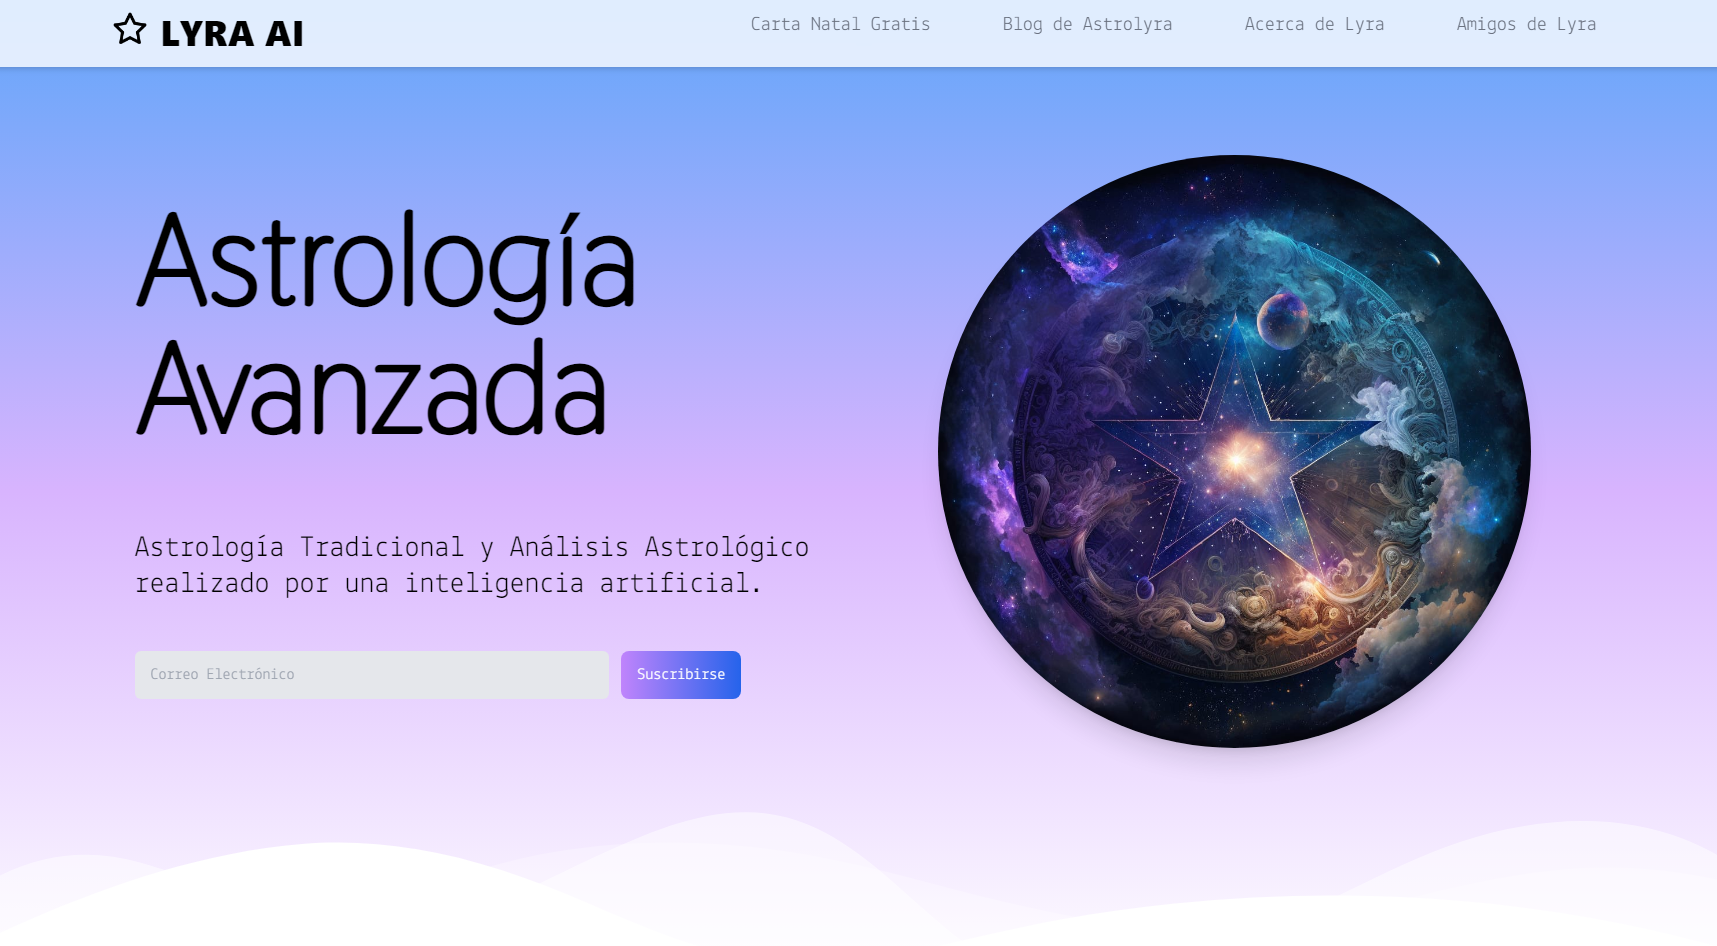 LYRA AI
Carta Natal Gratis
Blog de Astrolyra
Acerca de Lyra
Amigos de Lyra
Astrología
Avanzada
Astrología Tradicional y Análisis Astrológico
realizado por una inteligencia artificial.
Correo Electrónico
Suscribirse